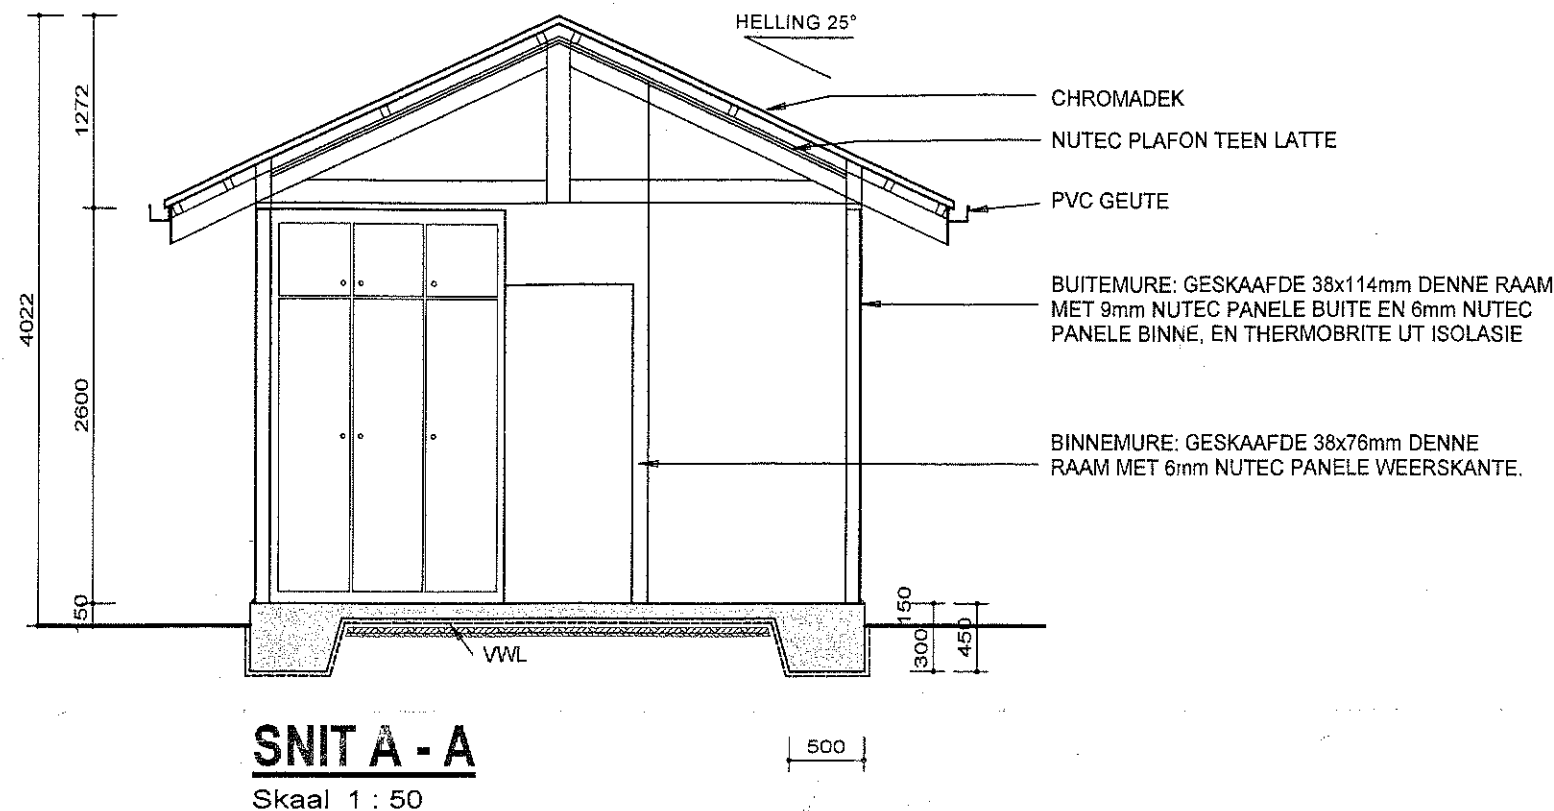 HELLING 25°
CHROMADEK
NUTEC PLAFON TEEN LATTE
PVC GEUTE
BUITEMURE: GESKAAFDE 38x114mm DENNE RAAM
MET 9mm NUTEC PANELE BUITE EN 6mm NUTEC
PANELE BINNE, EN THERMOBRITE UT ISOLASIE
BINNEMURE: GESKAAFDE 38x76mm DENNE
RAAM MET 6mm NUTEC PANELE WEERSKANTE.
4022
1272
2600
150
150
300
450
VWL
500
SNIT A - A
Skaal 1 : 50